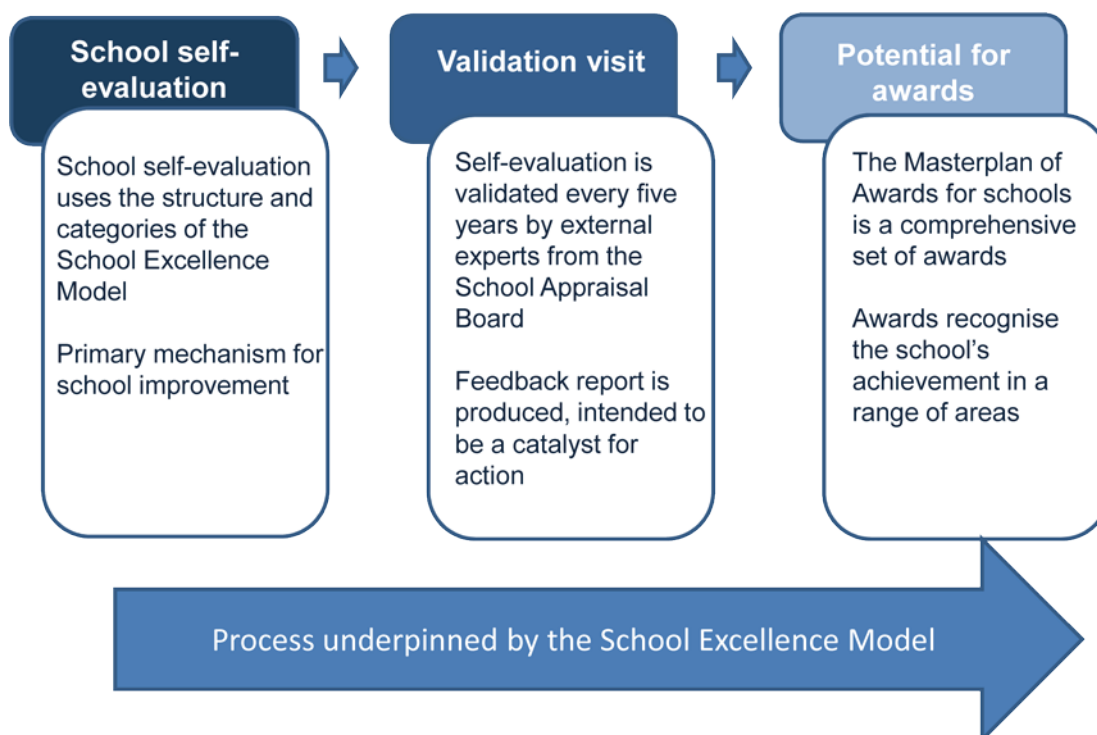 School self-
evaluation
School self-evaluation
uses the structure and
categories of the
School Excellence
Model
Primary mechanism for
school improvement
Validation visit
Self-evaluation is
validated every five
years by external
experts from the
School Appraisal
Board
Feedback report is
produced, intended to
be a catalyst for
action
Potential for
awards
The Masterplan of
Awards for schools
is a comprehensive
set of awards
Awards recognise
the school’s
achievement in a
range of areas
Process underpinned by the School Excellence Model